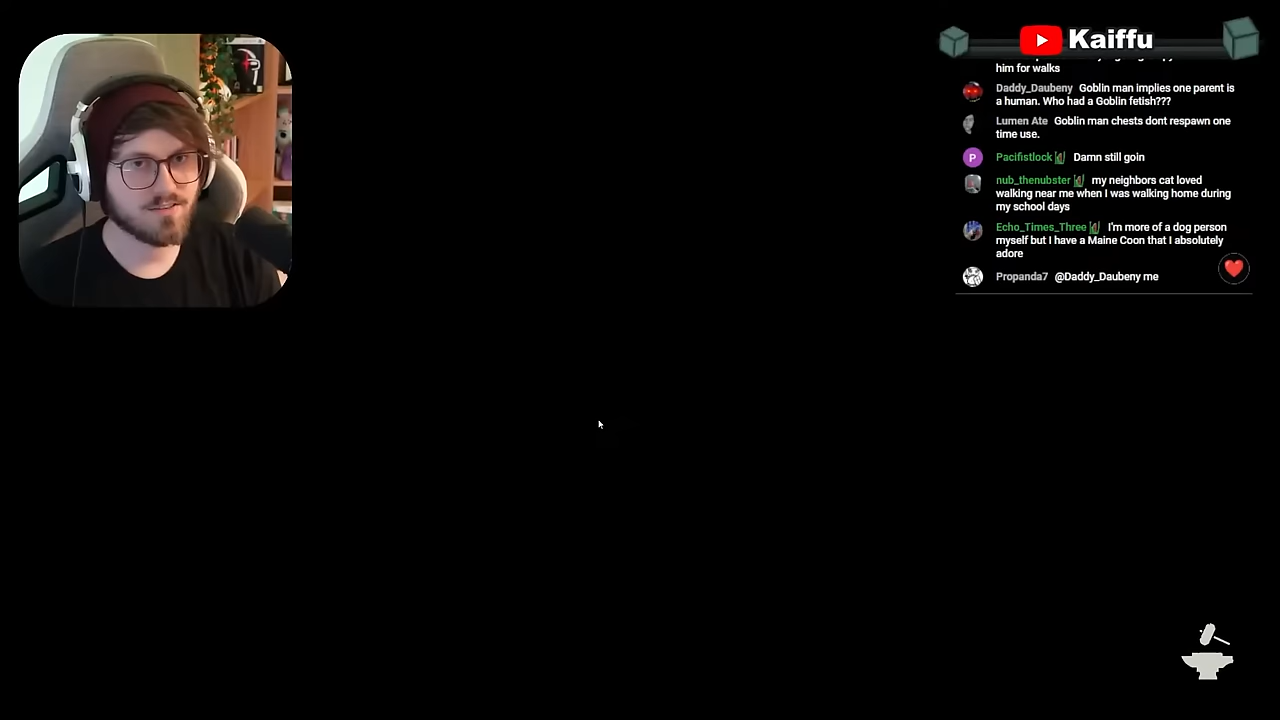 Kaiffu
him for walks
Daddy_Daubeny Goblin man implies one parent is
a human. Who had a Goblin fetish???
Lumen Ate Goblin man chests dont respawn one
time use.
P Pacifistlock Damn still goin
nub_thenubster my neighbors cat loved
walking near me when I was walking home during
my school days
Echo_Times_Three I'm more of a dog person
myself but I have a Maine Coon that I absolutely
adore
Propanda7 @Daddy_Daubeny me